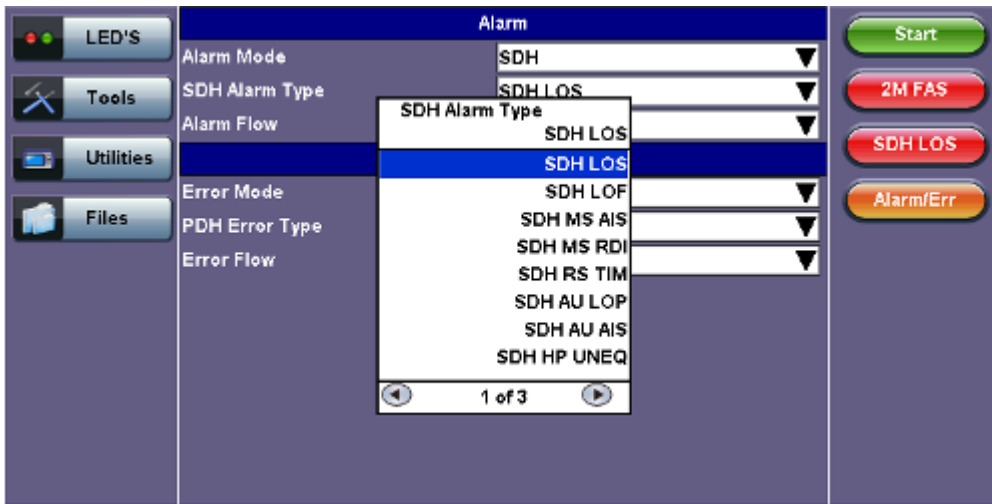 LED'S
Tools
Utilities
Files
Alarm
Alarm Mode SDH
SDH Alarm Type SDH LOS
Alarm Flow
Error Mode
PDH Error Type
Error Flow
SDH Alarm Type
SDH LOS
SDH LOS
SDH LOF
SDH MS AIS
SDH MS RDI
SDH RS TIM
SDH AU LOP
SDH AU AIS
SDH HP UNEQ
1 of 3
Start
2M FAS
SDH LOS
Alarm/Err